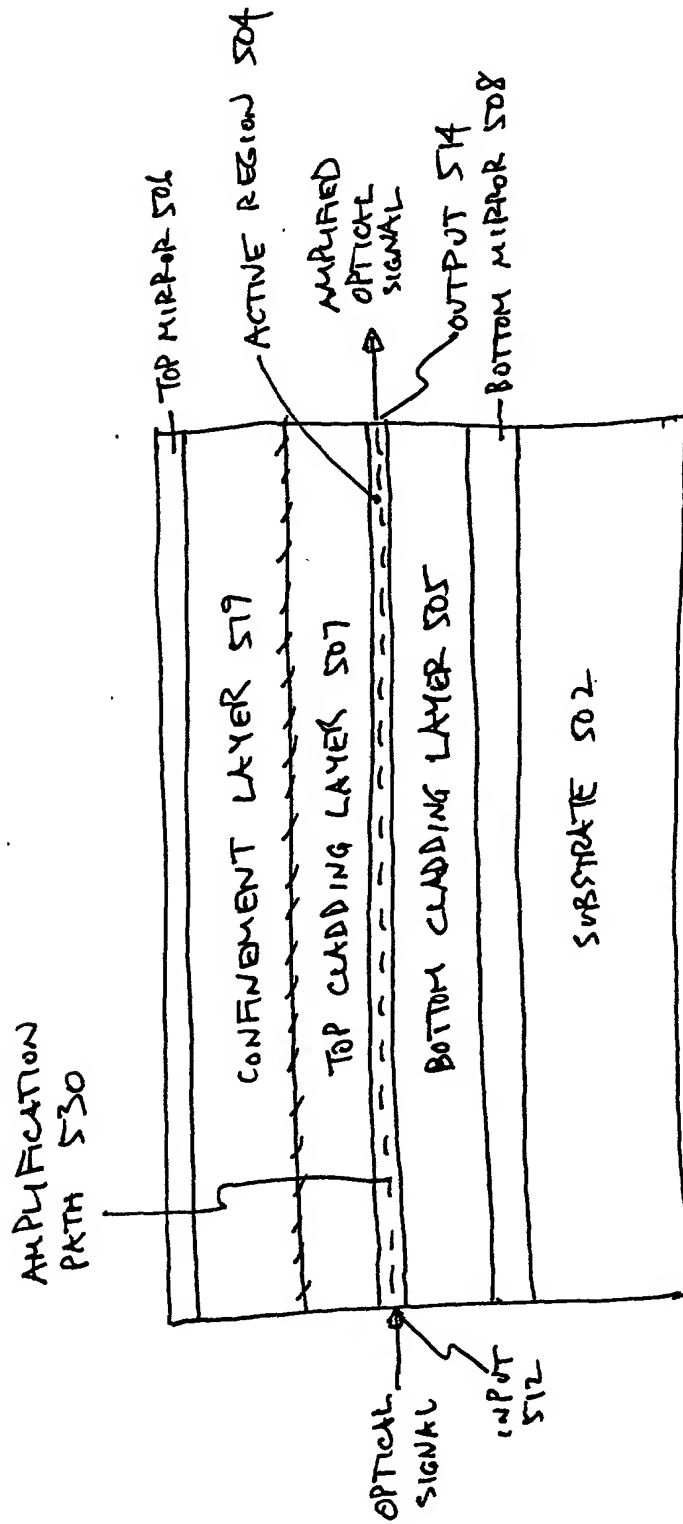 AMPLIFICATION
PATH 530
TOP MIRROR 506
ACTIVE REGION 504
CONFINEMENT LAYER 519
TOP CLADDING LAYER 507
AMPLIFIED
OPTICAL
SIGNAL
OPTICAL
SIGNAL
OUTPUT 514
BOTTOM CLADDING LAYER 505
INPUT
512
BOTTOM MIRROR 508
SUBSTRATE 502